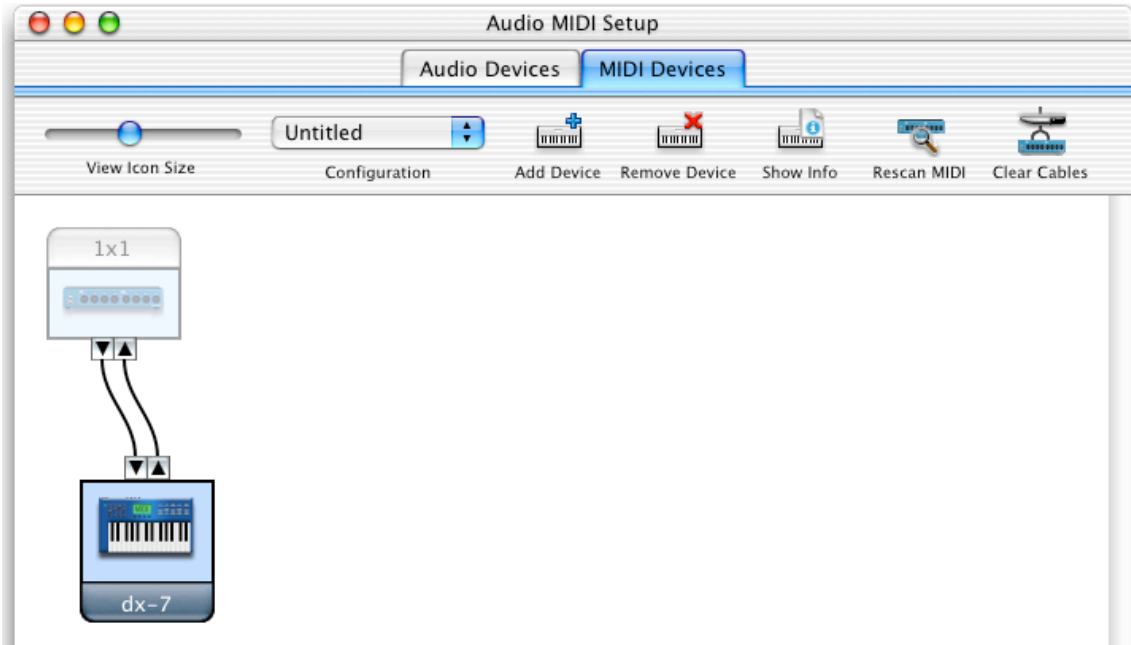 Audio MIDI Setup
Audio Devices MIDI Devices
Untitled
View Icon Size Configuration Add Device Remove Device Show Info Rescan MIDI Clear Cables
1x1
dx-7